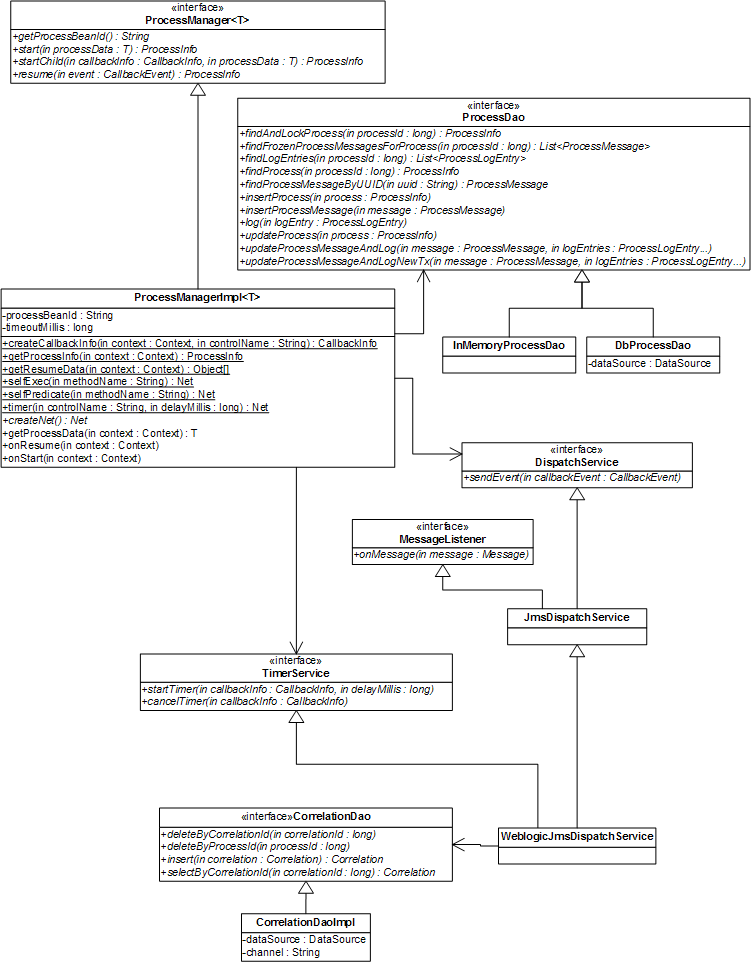 «interface»
ProcessManager<T>
+getProcessBeanId() : String
+start(in processData : T) : ProcessInfo
+startChild(in callbackInfo : CallbackInfo, in processData : T) : ProcessInfo
+resume(in event : CallbackEvent) : ProcessInfo
«interface»
ProcessDao
+findAndLockProcess(in processId : long) : ProcessInfo
+findFrozenProcessMessagesForProcess(in processId : long) : List<ProcessMessage>
+findLogEntries(in processId : long) : List<ProcessLogEntry>
+findProcess(in processId : long) : ProcessInfo
+findProcessMessageByUUID(in uuid : String) : ProcessMessage
+insertProcess(in process : ProcessInfo)
+insertProcessMessage(in message : ProcessMessage)
+log(in logEntry : ProcessLogEntry)
+updateProcess(in process : ProcessInfo)
+updateProcessMessageAndLog(in message : ProcessMessage, in logEntries : ProcessLogEntry...)
+updateProcessMessageAndLogNewTx(in message : ProcessMessage, in logEntries : ProcessLogEntry...)
ProcessManagerImpl<T>
-processBeanId : String
-timeoutMillis : long
+createCallbackInfo(in context : Context, in controlName : String) : CallbackInfo
+getProcessInfo(in context : Context) : ProcessInfo
+getResumeData(in context : Context) : Object[]
+selfExec(in methodName : String) : Net
+selfPredicate(in methodName : String) : Net
+timer(in controlName : String, in delayMillis : long) : Net
+createNet() : Net
+getProcessData(in context : Context) : T
+onResume(in context : Context)
+onStart(in context : Context)
InMemoryProcessDao
DbProcessDao
-dataSource : DataSource
«interface»
DispatchService
+sendEvent(in callbackEvent : CallbackEvent)
«interface»
MessageListener
+onMessage(in message : Message)
JmsDispatchService
«interface»
TimerService
+startTimer(in callbackInfo : CallbackInfo, in delayMillis : long)
+cancelTimer(in callbackInfo : CallbackInfo)
«interface»CorrelationDao
+deleteByCorrelationId(in correlationId : long)
+deleteByProcessId(in processId : long)
+insert(in correlation : Correlation) : Correlation
+selectByCorrelationId(in correlationId : long) : Correlation
WeblogicJmsDispatchService
CorrelationDaoImpl
-dataSource : DataSource
-channel : String